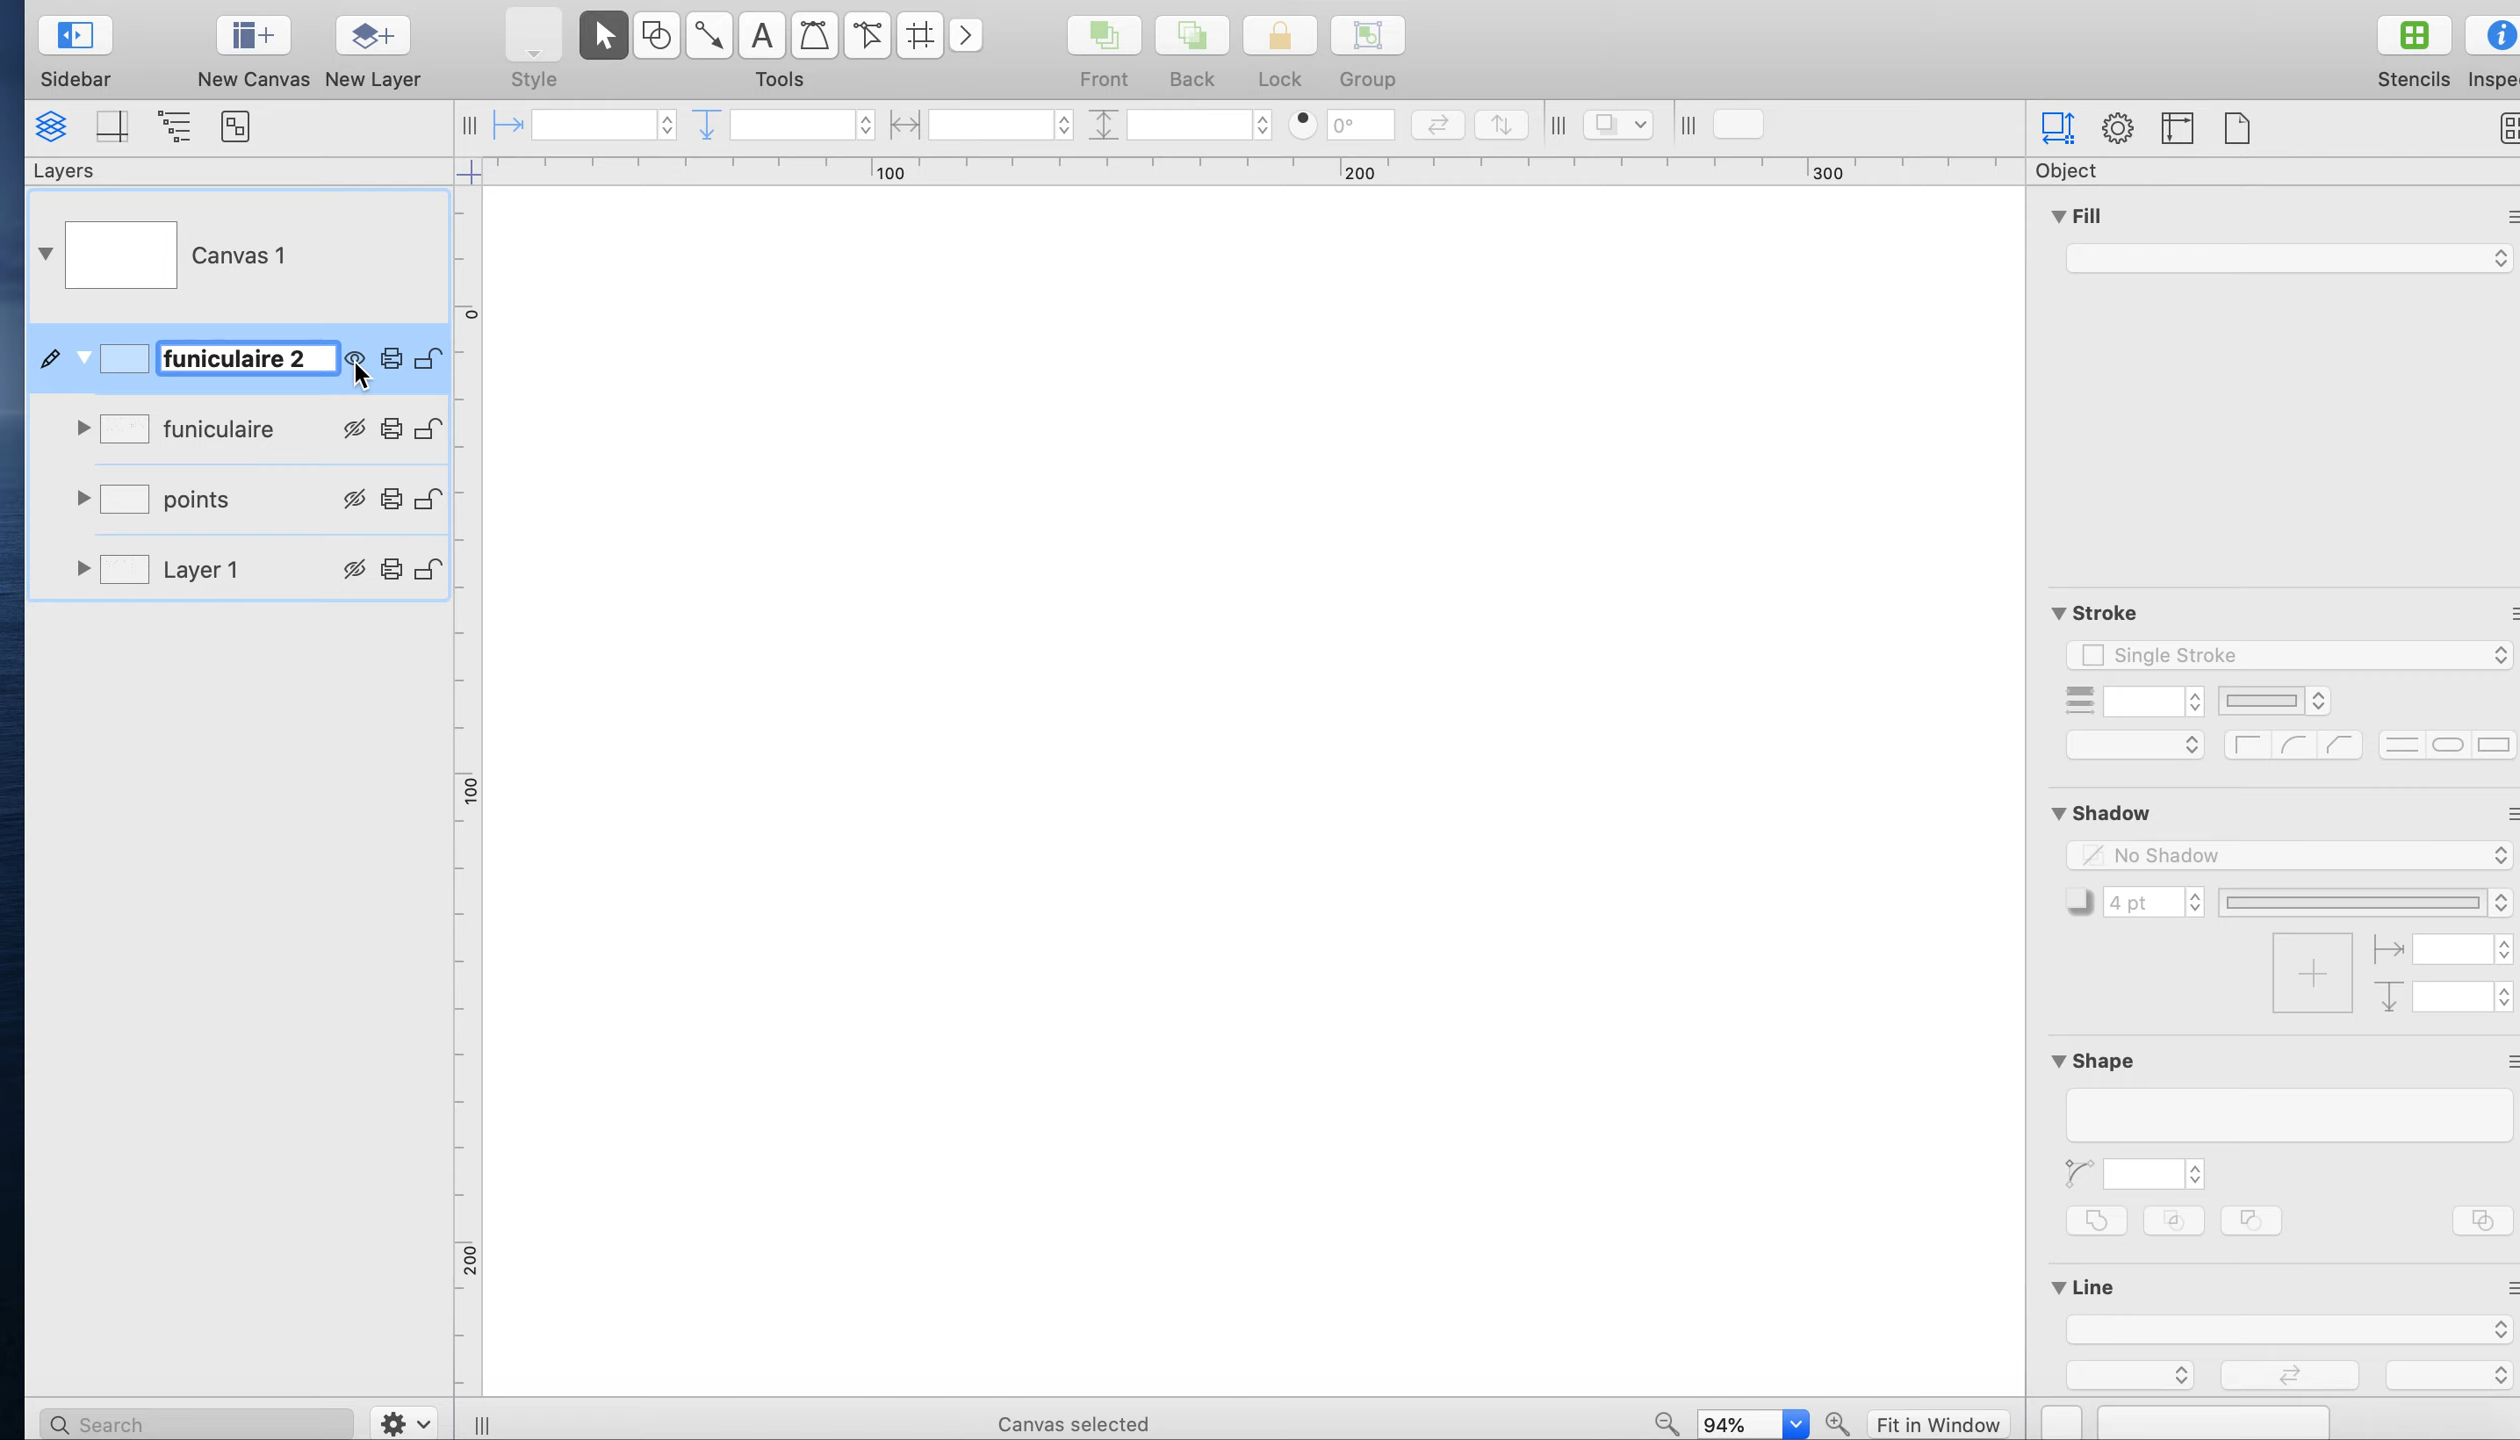 Sidebar
New Canvas
New Layer
Style
Tools
Front
Back
Lock
Group
Stencils
Inspe
0°
Layers
100
200
300
Object
Canvas 1
funiculaire 2
funiculaire
points
Layer 1
0
100
200
Fill
Stroke
Single Stroke
Shadow
No Shadow
4 pt
Shape
Line
Search
Canvas selected
94%
Fit in Window